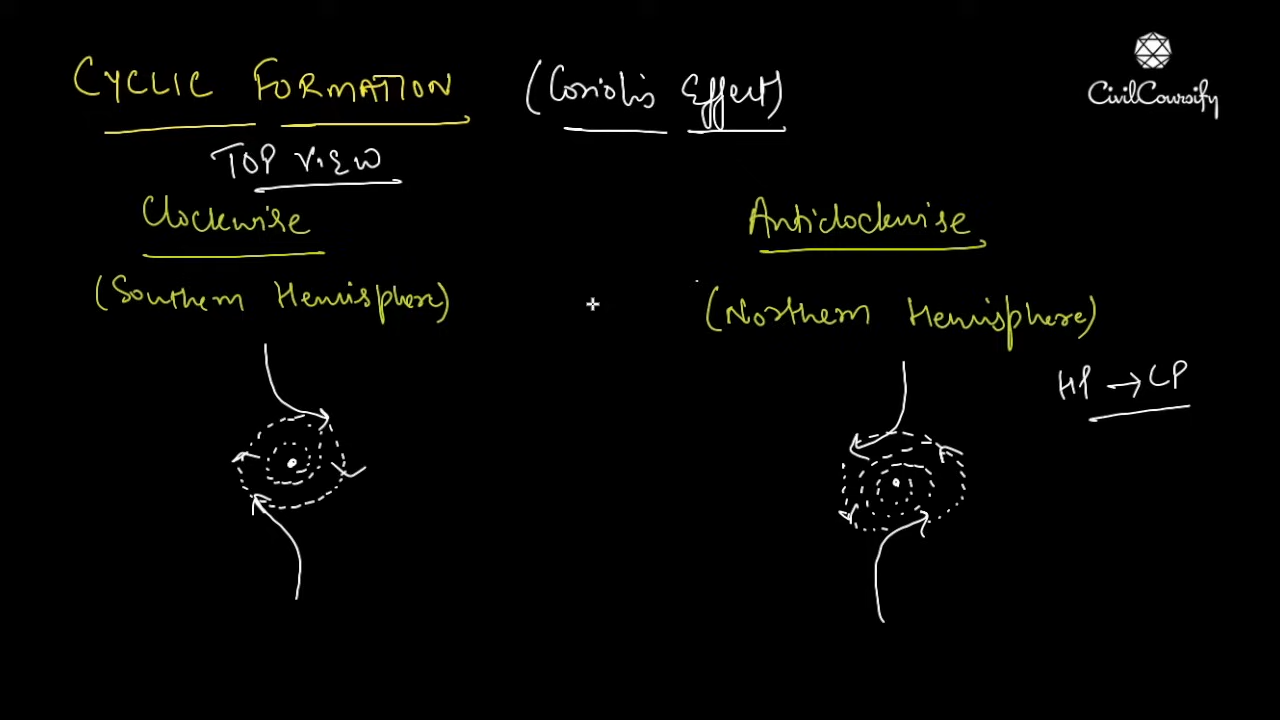 CYCLIC FORMATION (Coriolis Effect)
CivilCoursify
TOP VIEW
Clockwise
Anticlockwise
(Southern Hemisphere)
(Northern Hemisphere)
HP → LP